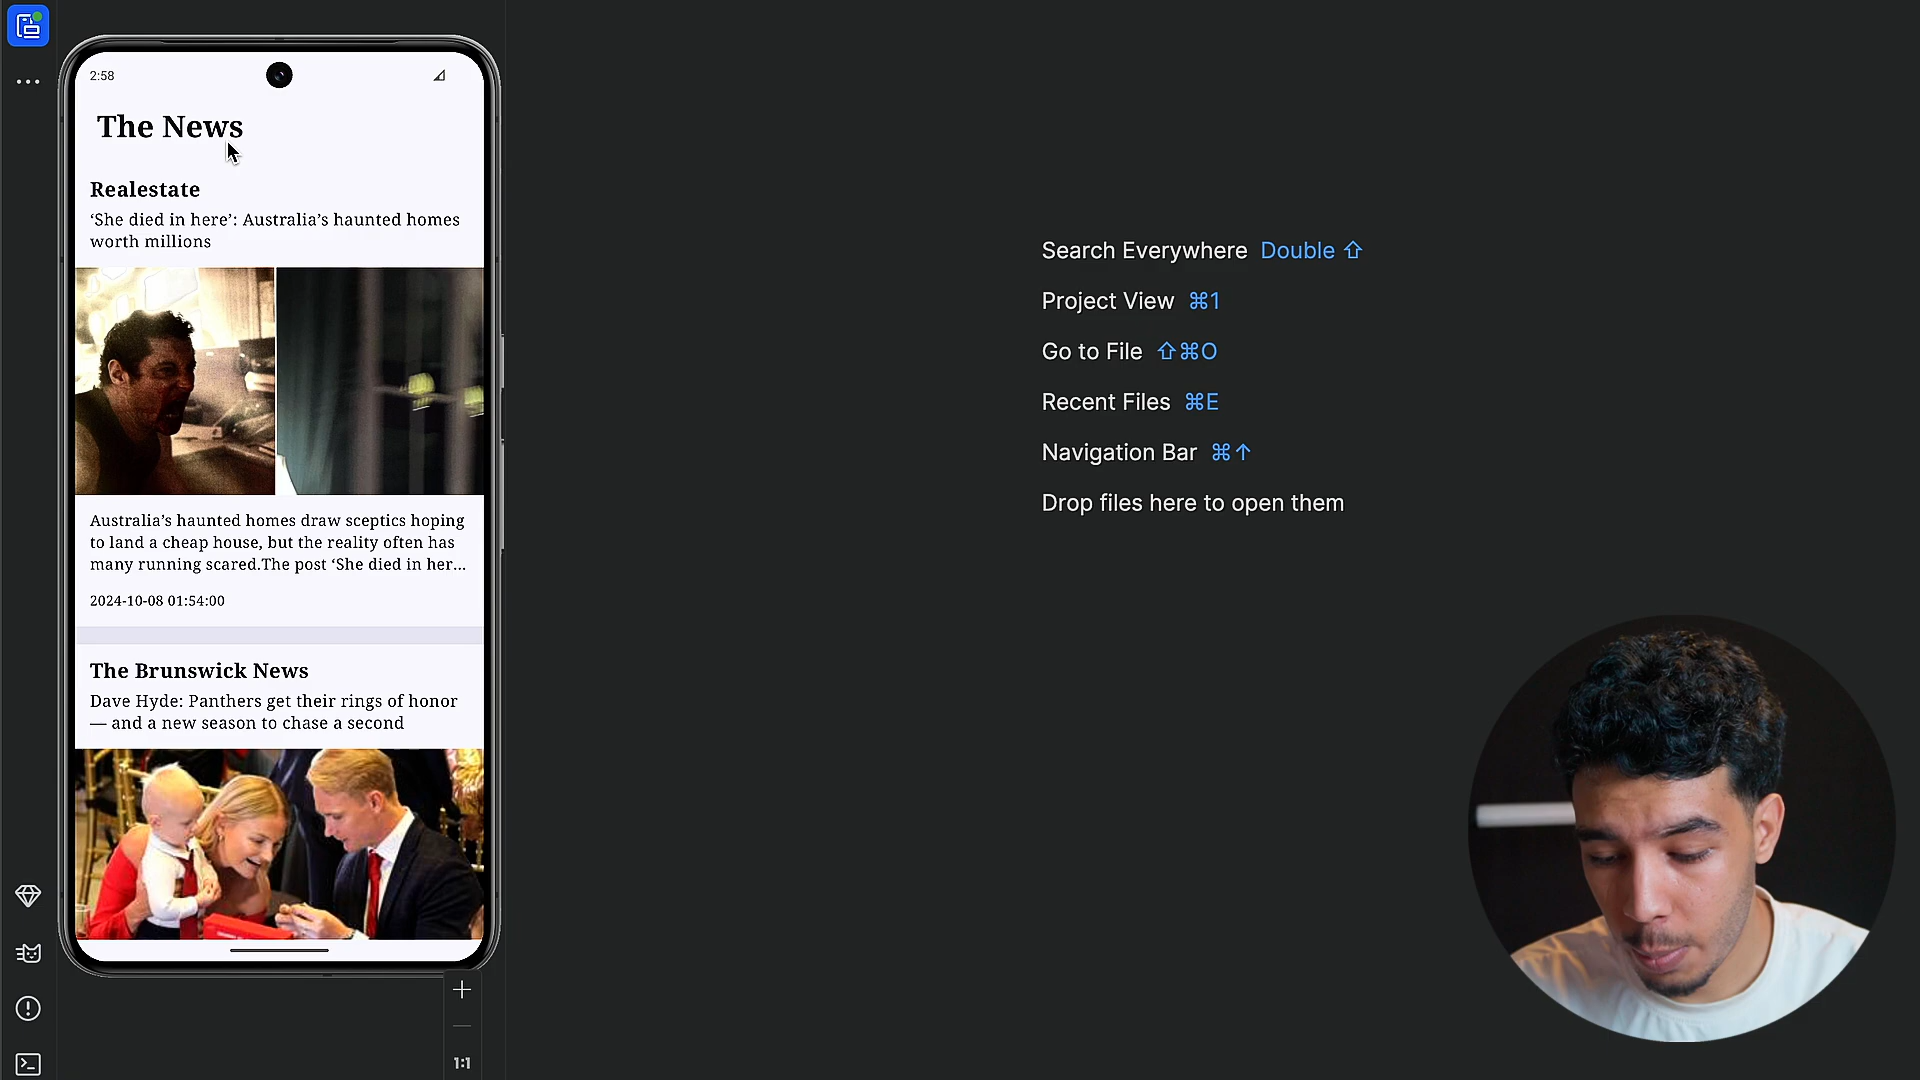 2:58
The News
Realestate
‘She died in here’: Australia’s haunted homes
worth millions
Australia’s haunted homes draw sceptics hoping
to land a cheap house, but the reality often has
many running scared.The post ‘She died in her...
2024-10-08 01:54:00
The Brunswick News
Dave Hyde: Panthers get their rings of honor
— and a new season to chase a second
1:1
Search Everywhere Double ⇧
Project View ⌘1
Go to File ⇧⌘O
Recent Files ⌘E
Navigation Bar ⌘↑
Drop files here to open them